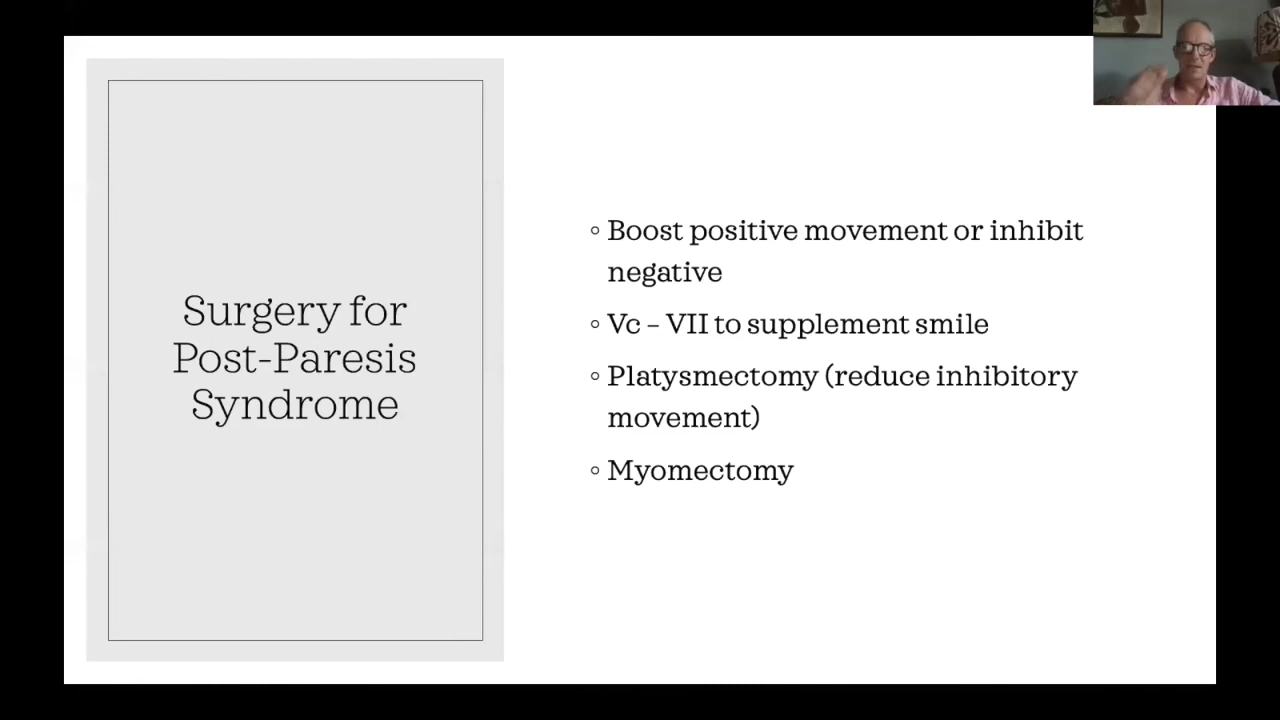 Surgery for
Post-Paresis
Syndrome
◦ Boost positive movement or inhibit
negative
◦ Vc – VII to supplement smile
◦ Platysmectomy (reduce inhibitory
movement)
◦ Myomectomy